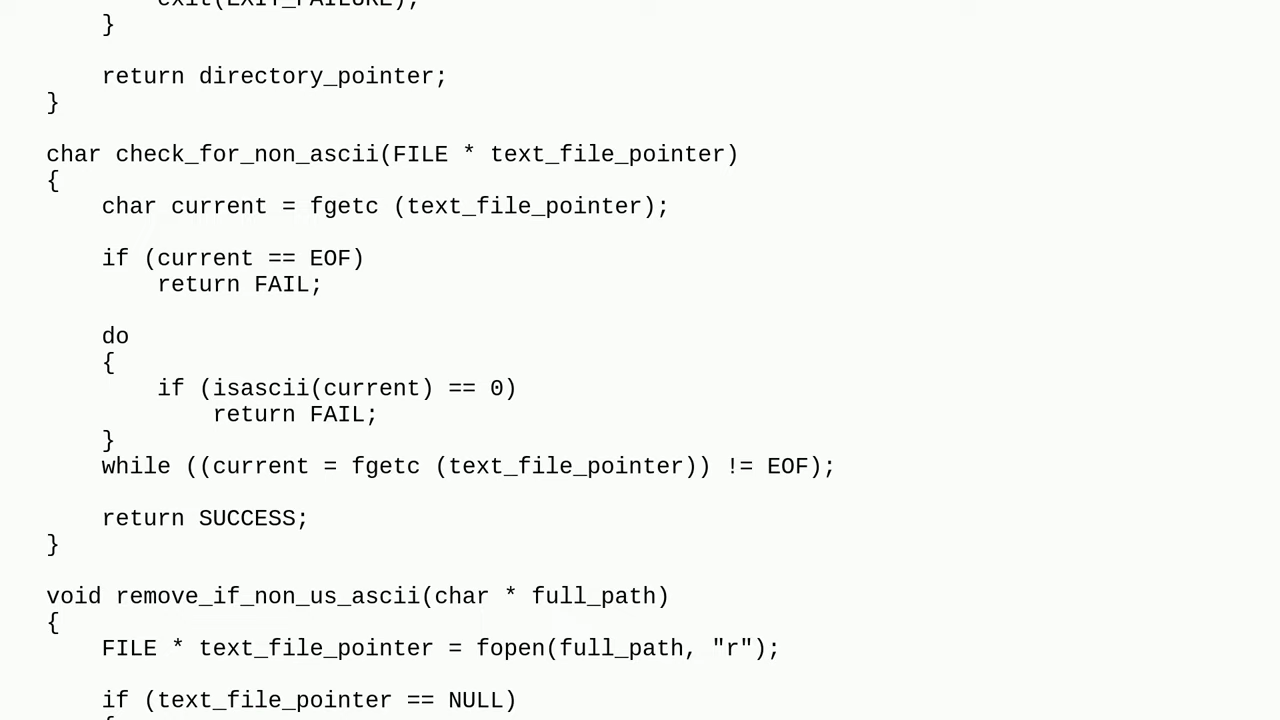 exit(EXIT_FAILURE);
    }

    return directory_pointer;
}

char check_for_non_ascii(FILE * text_file_pointer)
{
    char current = fgetc (text_file_pointer);

    if (current == EOF)
        return FAIL;

    do
    {
        if (isascii(current) == 0)
            return FAIL;
    }
    while ((current = fgetc (text_file_pointer)) != EOF);

    return SUCCESS;
}

void remove_if_non_us_ascii(char * full_path)
{
    FILE * text_file_pointer = fopen(full_path, "r");

    if (text_file_pointer == NULL)
    {